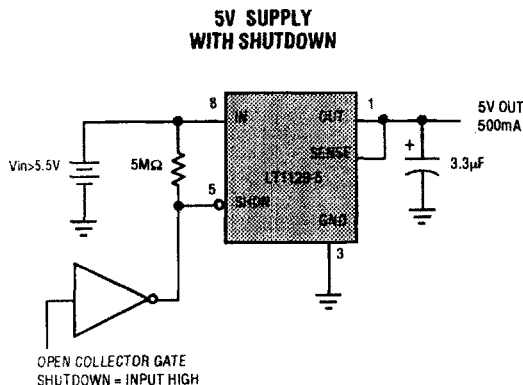 5V SUPPLY
WITH SHUTDOWN
8
IN
OUT
1
5V OUT
500mA
Vin>5.5V
5MΩ
SENSE
+
3.3µF
LT1129-5
5
SHDN
GND
3
OPEN COLLECTOR GATE
SHUTDOWN = INPUT HIGH